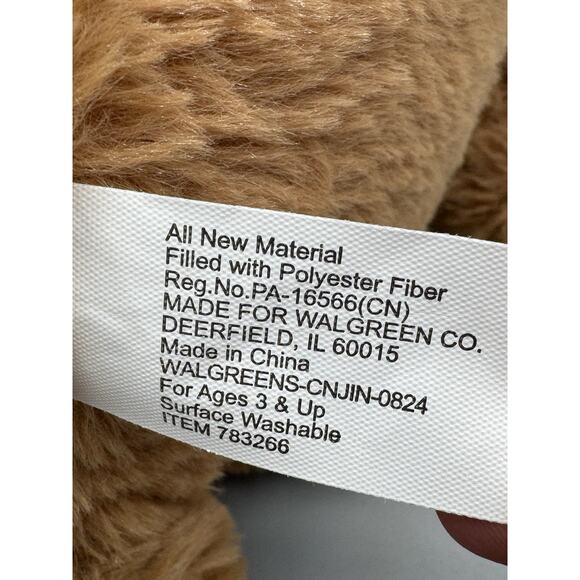 All New Material
Filled with Polyester Fiber
Reg.No.PA-16566(CN)
MADE FOR WALGREEN CO.
DEERFIELD, IL 60015
Made in China
WALGREENS-CNJIN-0824
For Ages 3 & Up
Surface Washable
ITEM 783266